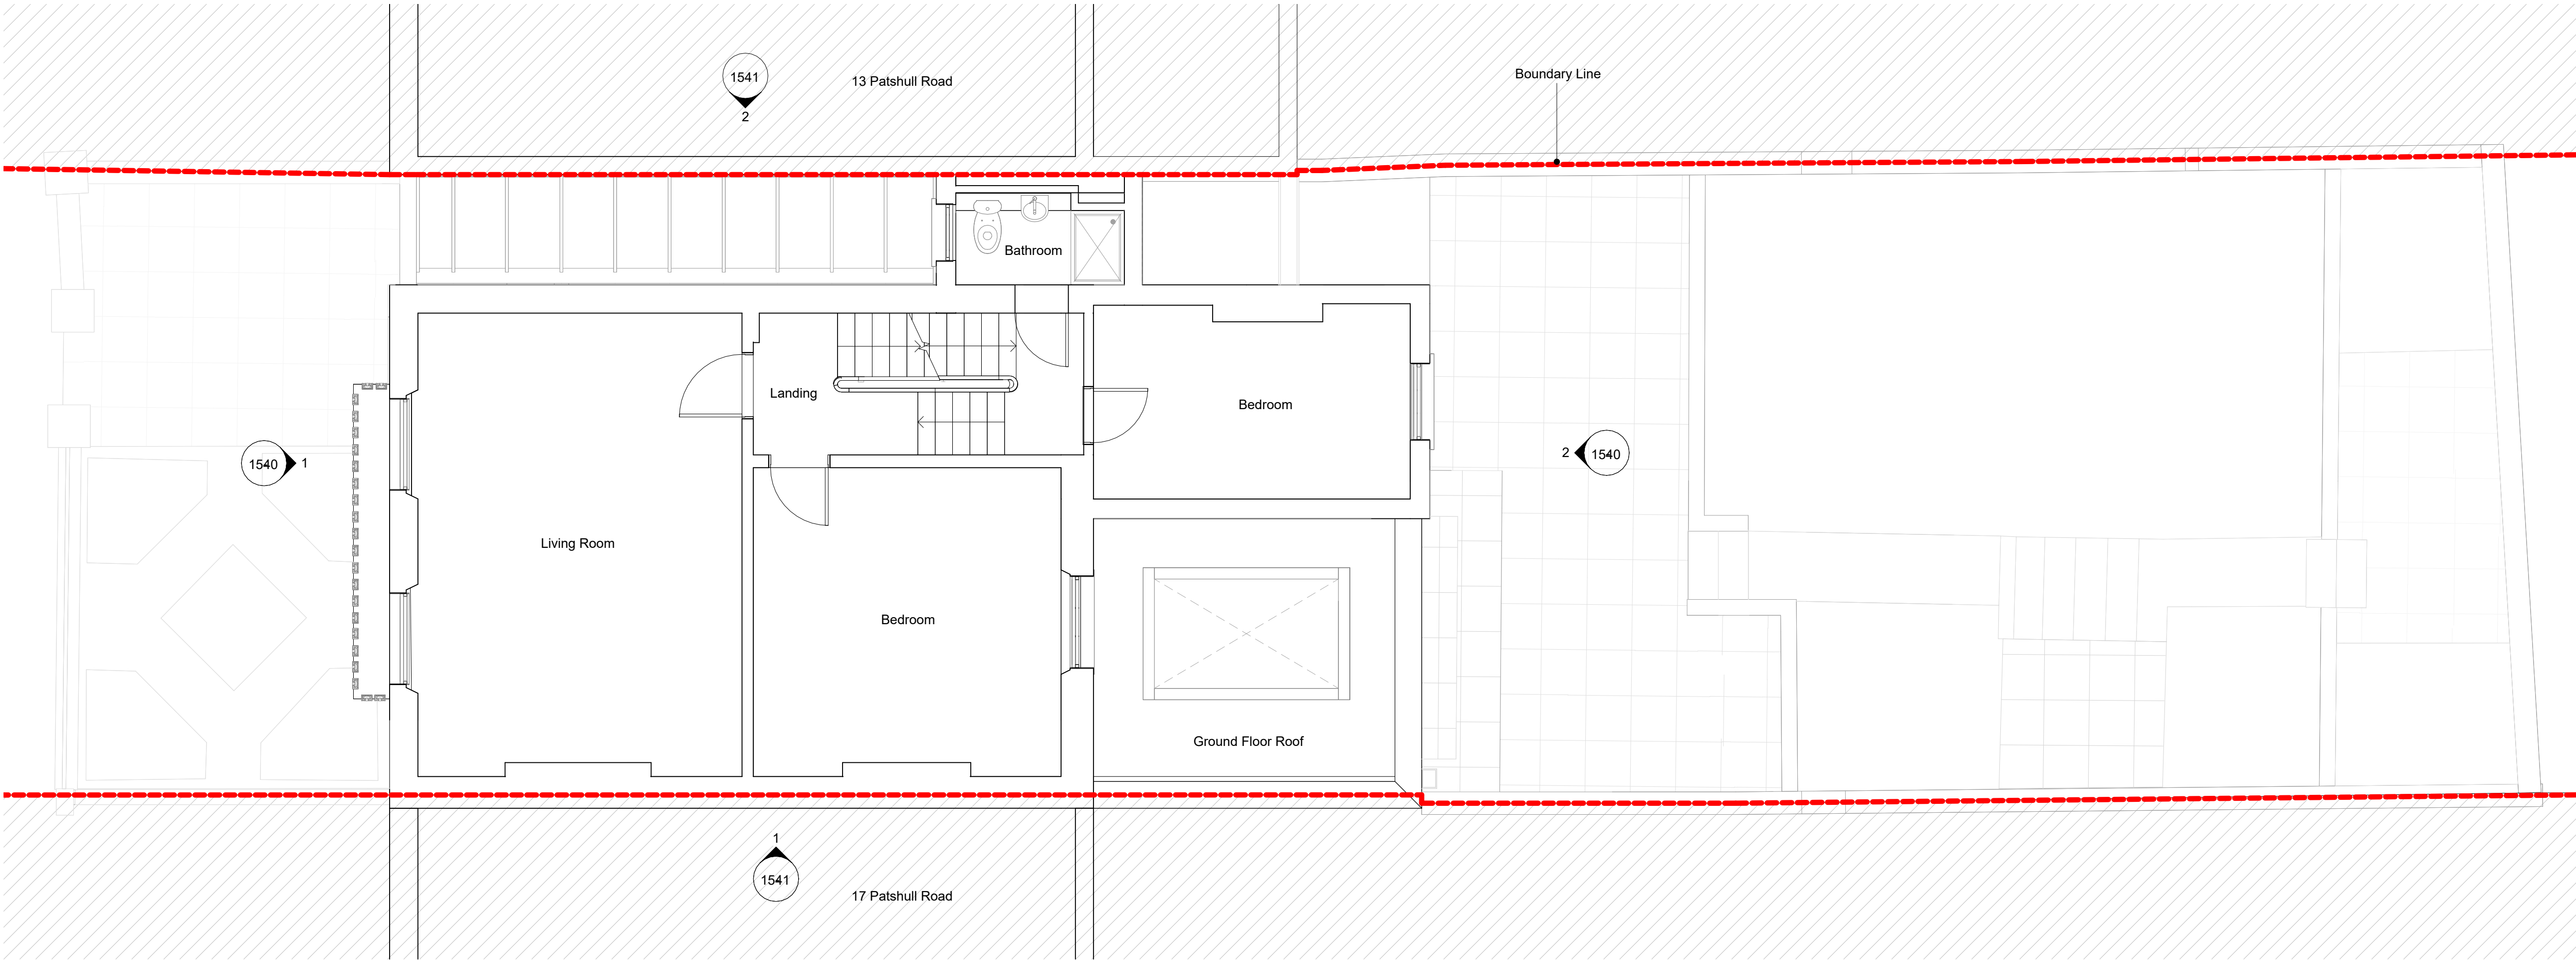 1541
2
13 Patshull Road
Boundary Line
Bathroom
Landing
Bedroom
1540
1
2
1540
Living Room
Bedroom
Ground Floor Roof
1
1541
17 Patshull Road